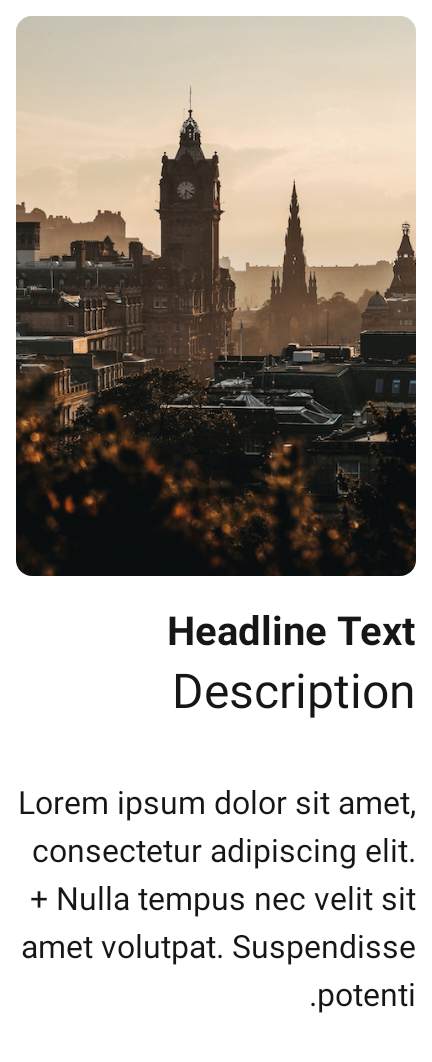 Headline Text
Description
Lorem ipsum dolor sit amet,
consectetur adipiscing elit.
+ Nulla tempus nec velit sit
amet volutpat. Suspendisse
.potenti